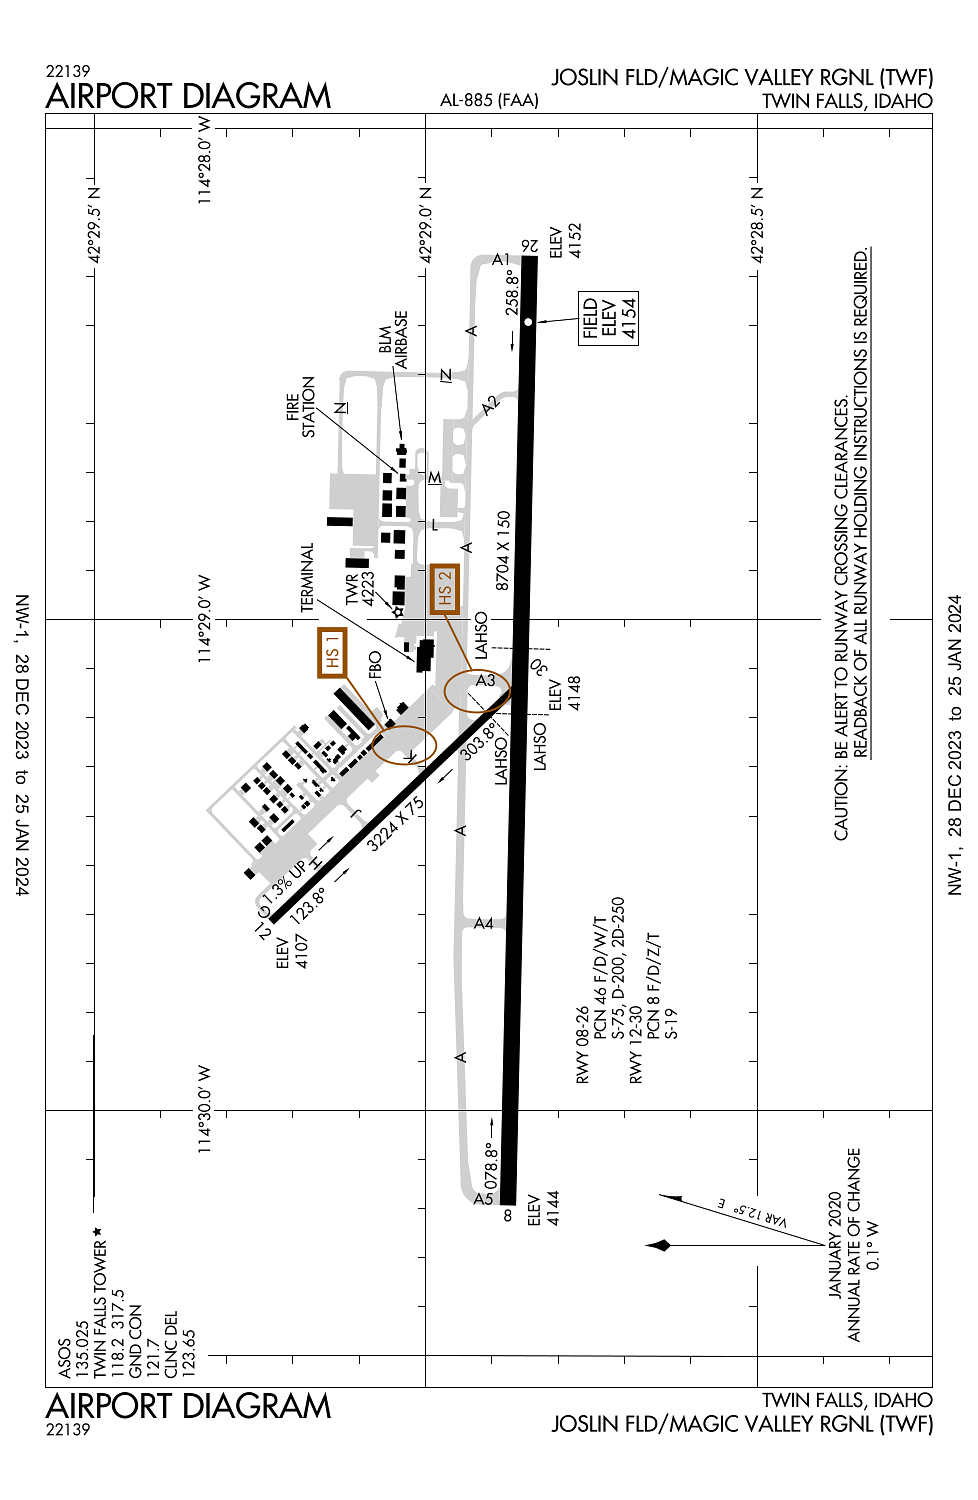 22139
AIRPORT DIAGRAM
AL-885 (FAA)
JOSLIN FLD/MAGIC VALLEY RGNL (TWF)
TWIN FALLS, IDAHO
114°28.0' W
42°29.5' N
42°29.0' N
42°28.5' N
26
ELEV
4152
A1
258.8°
FIELD
ELEV
4154
A
BLM
AIRBASE
FIRE
STATION
N
N
A2
M
L
A
8704 X 150
TERMINAL
TWR
4223
HS 2
HS 1
FBO
LAHSO
30
ELEV
4148
A3
LAHSO
LAHSO
303.8°
K
J
3224 X 75
H
1.3% UP
123.8°
G
12
ELEV
4107
A
A4
A
114°29.0' W
114°30.0' W
RWY 08-26
PCN 46 F/D/W/T
S-75, D-200, 2D-250
RWY 12-30
PCN 8 F/D/Z/T
S-19
078.8°
A5
8
ELEV
4144
CAUTION: BE ALERT TO RUNWAY CROSSING CLEARANCES.
READBACK OF ALL RUNWAY HOLDING INSTRUCTIONS IS REQUIRED.
VAR 12.5° E
JANUARY 2020
ANNUAL RATE OF CHANGE
0.1° W
ASOS
135.025
TWIN FALLS TOWER ★
118.2 317.5
GND CON
121.7
CLNC DEL
123.65
NW-1, 28 DEC 2023 to 25 JAN 2024
NW-1, 28 DEC 2023 to 25 JAN 2024
AIRPORT DIAGRAM
22139
TWIN FALLS, IDAHO
JOSLIN FLD/MAGIC VALLEY RGNL (TWF)